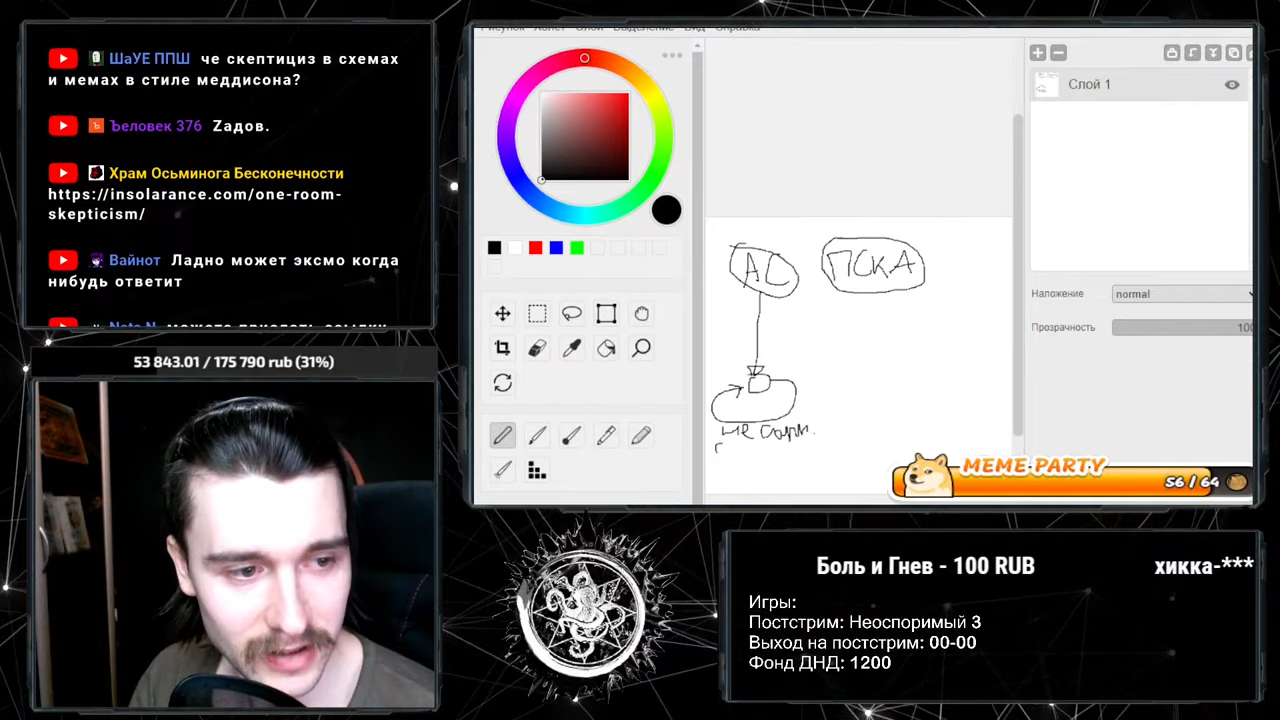 ШаУЕ ППШ че скептициз в схемах
и мемах в стиле меддисона?
Ъ Ъеловек 376 Zадов.
Храм Осьминога Бесконечности
https://insolarance.com/one-room-
skepticism/
Вайнот Ладно может эксмо когда
нибудь ответит
53 843.01 / 175 790 rub (31%)
Слой 1
АС ПСКА
Наложение normal
Прозрачность 100
не
MEME PARTY
56 / 64
Боль и Гнев - 100 RUB хикка-***
Игры:
Постстрим: Неоспоримый 3
Выход на постстрим: 00-00
Фонд ДНД: 1200